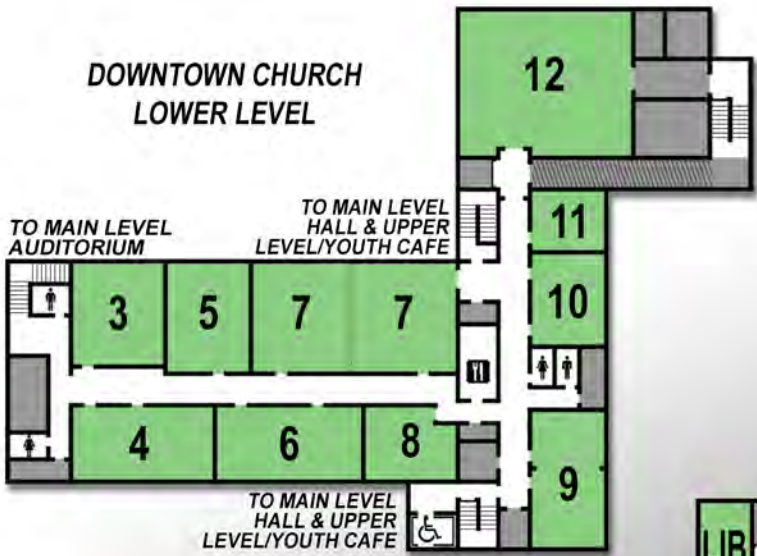 DOWNTOWN CHURCH
LOWER LEVEL
12
TO MAIN LEVEL
HALL & UPPER
LEVEL/YOUTH CAFE
TO MAIN LEVEL
AUDITORIUM
11
3
5
7
7
10
4
6
8
9
TO MAIN LEVEL
HALL & UPPER
LEVEL/YOUTH CAFE